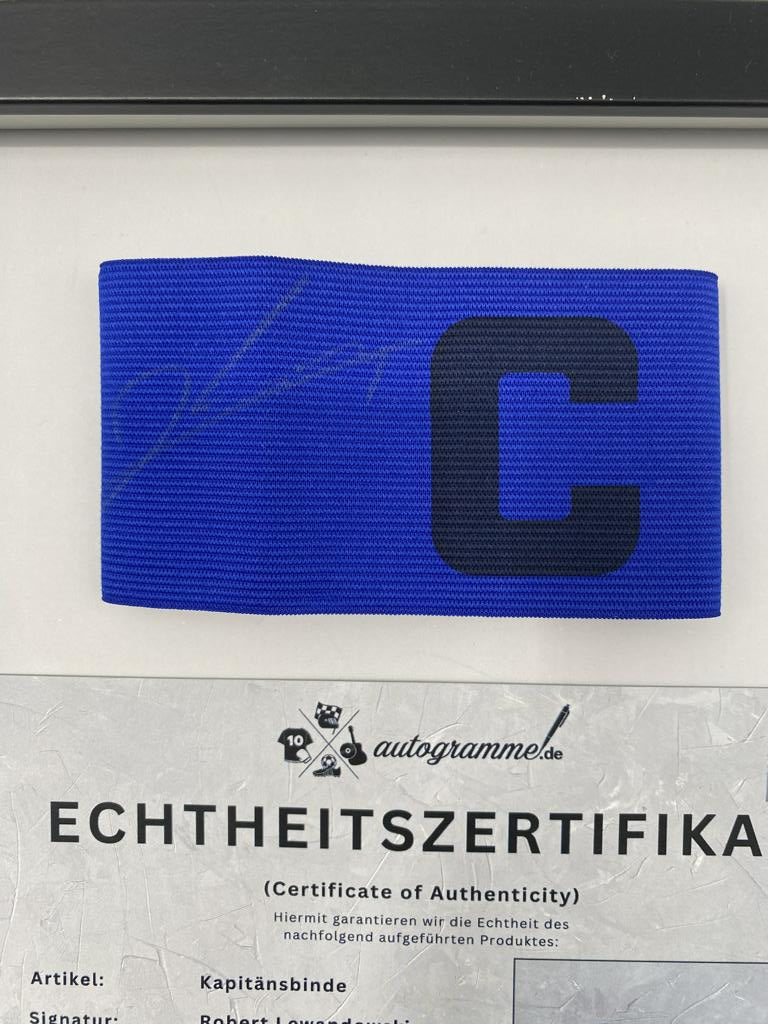 C
10
autogramme.de
ECHTHEITSZERTIFIKA
(Certificate of Authenticity)
Hiermit garantieren wir die Echtheit des
nachfolgend aufgeführten Produktes:
Artikel: Kapitänsbinde
Signatur: Robert Lewandowski